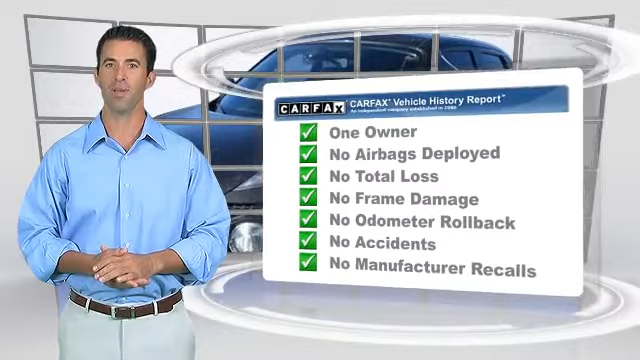 CARFAX CARFAX™ Vehicle History Report™
An independent company established in 1986
One Owner
No Airbags Deployed
No Total Loss
No Frame Damage
No Odometer Rollback
No Accidents
No Manufacturer Recalls